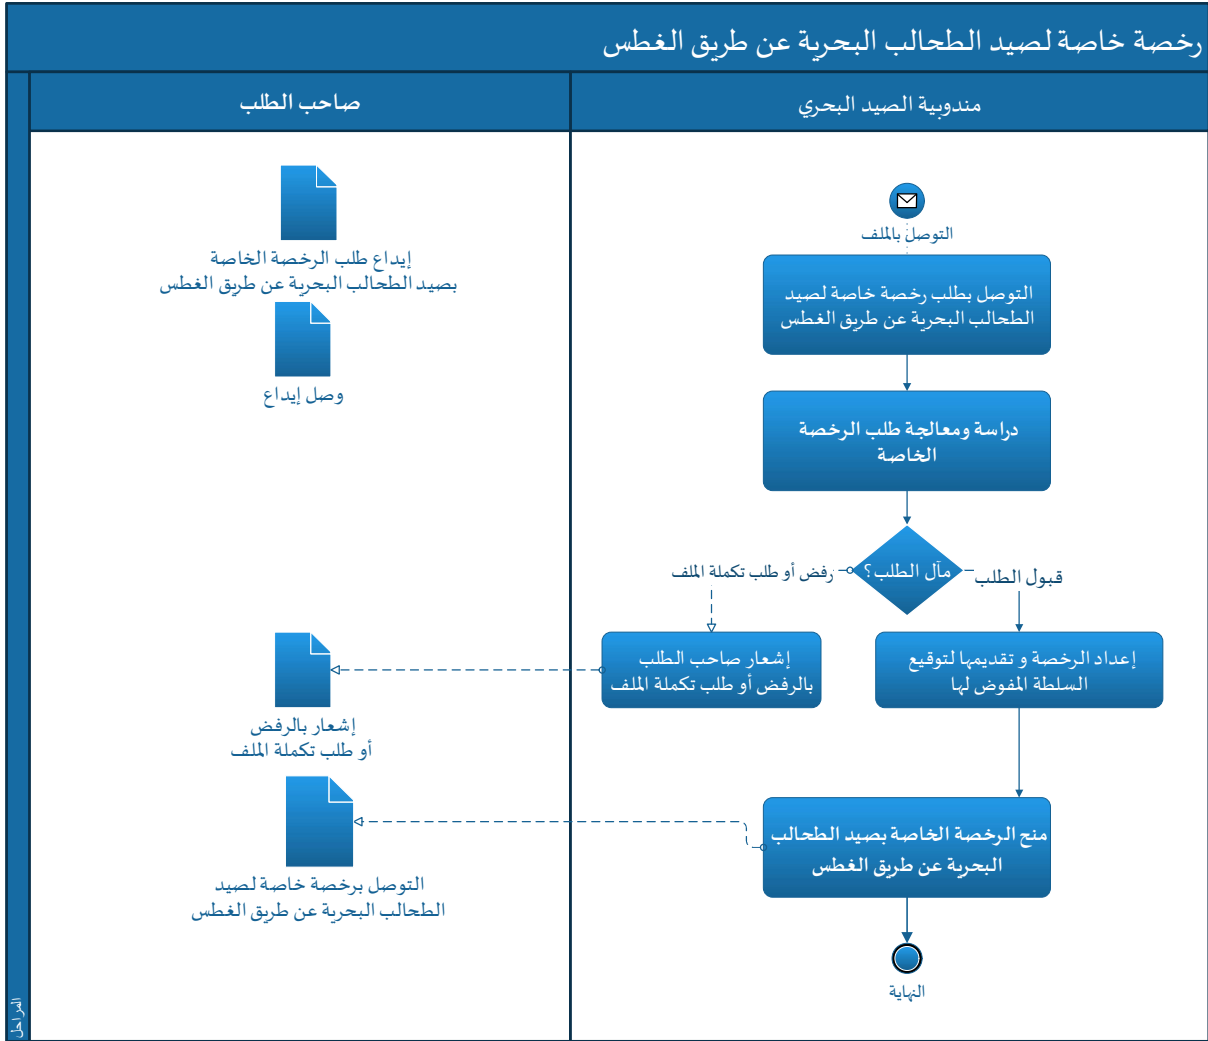 رخصة خاصة لصيد الطحالب البحرية عن طريق الغطس
مندوبية الصيد البحري
صاحب الطلب
التوصل بالملف
التوصل بطلب رخصة خاصة لصيد
الطحالب البحرية عن طريق الغطس
دراسة ومعالجة طلب الرخصة
الخاصة
مآل الطلب؟
قبول الطلب
رفض أو طلب تكملة الملف
إعداد الرخصة و تقديمها لتوقيع
السلطة المفوض لها
إشعار صاحب الطلب
بالرفض أو طلب تكملة الملف
منح الرخصة الخاصة بصيد الطحالب
البحرية عن طريق الغطس
النهاية
إيداع طلب الرخصة الخاصة
بصيد الطحالب البحرية عن طريق الغطس
وصل إيداع
إشعار بالرفض
أو طلب تكملة الملف
التوصل برخصة خاصة لصيد
الطحالب البحرية عن طريق الغطس
المراحل